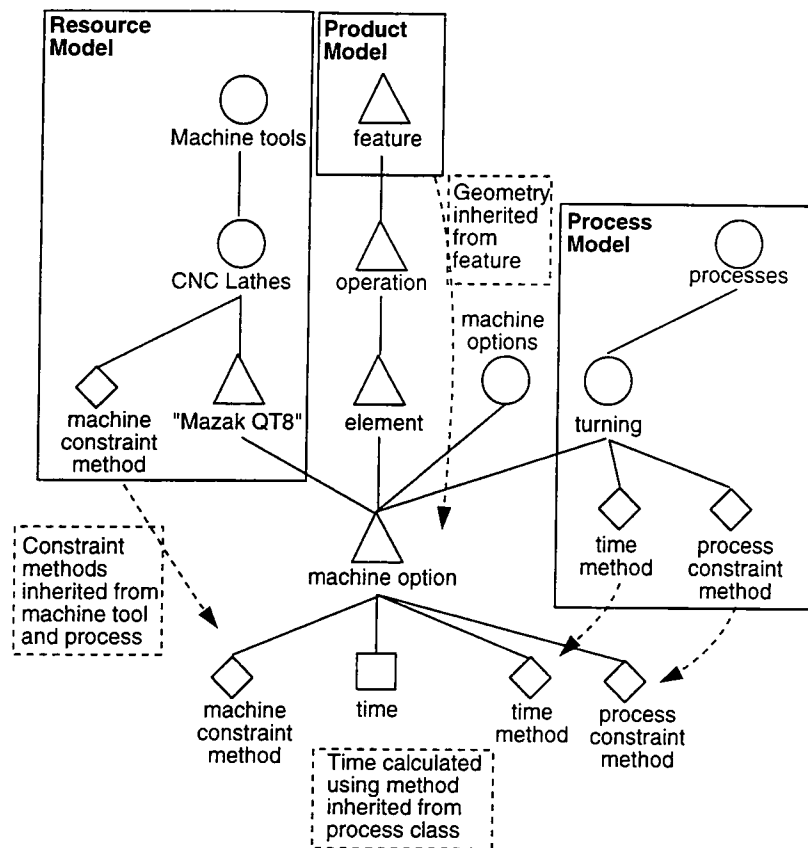 Resource
Model
Product
Model
Machine tools
feature
Geometry
inherited
from
feature
Process
Model
CNC Lathes
operation
processes
machine
options
machine
constraint
method
"Mazak QT8"
element
turning
Constraint
methods
inherited from
machine tool
and process
machine option
time
method
process
constraint
method
machine
constraint
method
time
time
method
process
constraint
method
Time calculated
using method
inherited from
process class